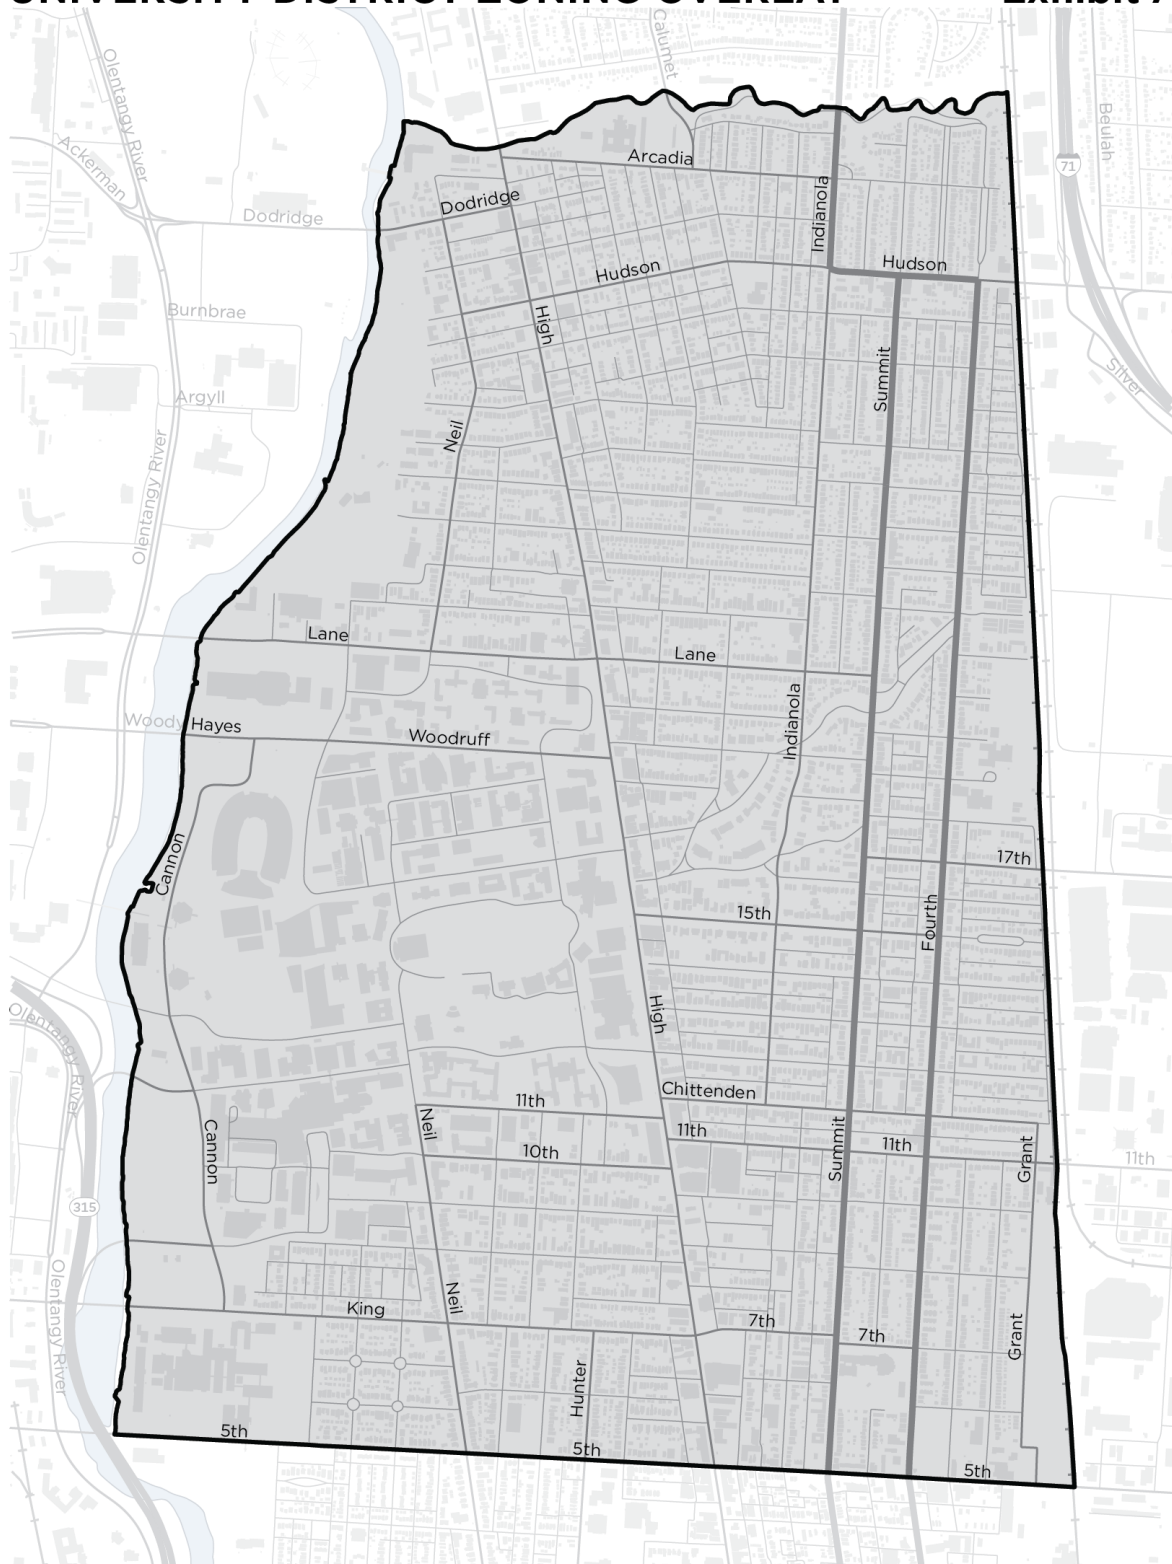 UNIVERSITY DISTRICT ZONING OVERLAY
Exhibit A
Calumet
Olentangy River
Beulah
Ackerman
Arcadia
71
Dodridge
Dodridge
Indianola
Hudson
Hudson
Burnbrae
High
Summit
Silver
Argyll
Neil
Olentangy River
Lane
Lane
Woody Hayes
Indianola
Woodruff
Cannon
17th
15th
Fourth
Olentangy River
High
Chittenden
11th
Neil
11th
11th
Cannon
10th
Summit
Grant
11th
315
Olentangy River
Neil
King
7th
7th
Grant
Hunter
5th
5th
5th